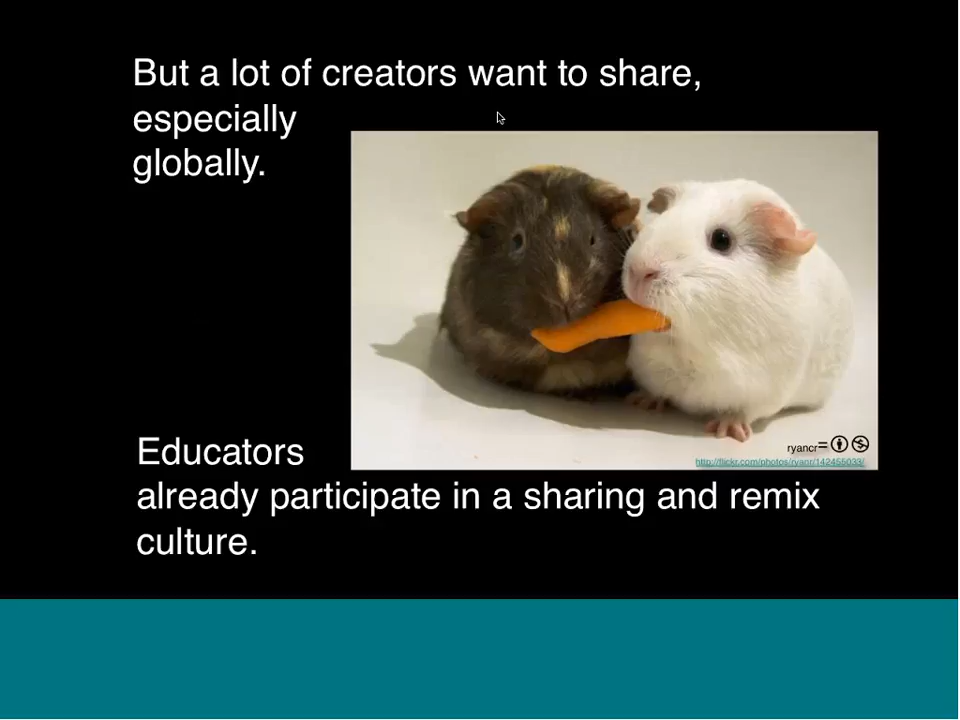 But a lot of creators want to share,
especially
globally.
ryancr=
http://flickr.com/photos/ryancr/142455033/
Educators
already participate in a sharing and remix
culture.